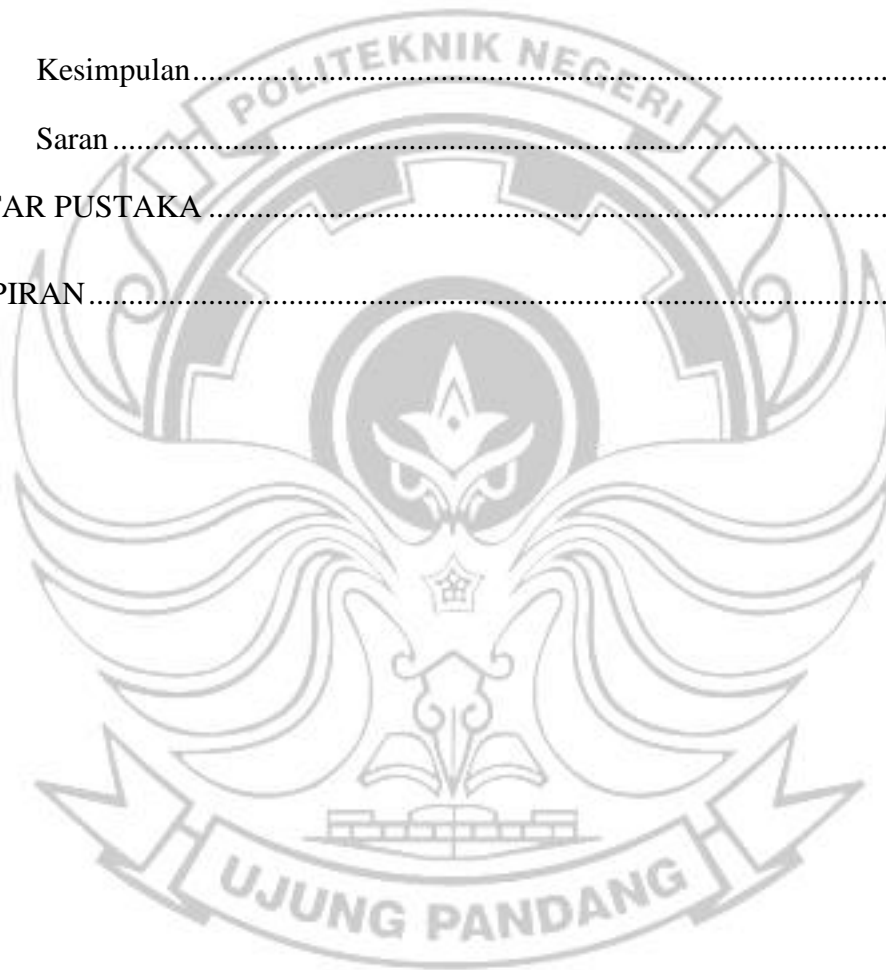 POLITEKNIK NEGERI
Kesimpulan........................................................................................
Saran..................................................................................................
TAR PUSTAKA......................................................................................
PIRAN.....................................................................................................
UJUNG PANDANG